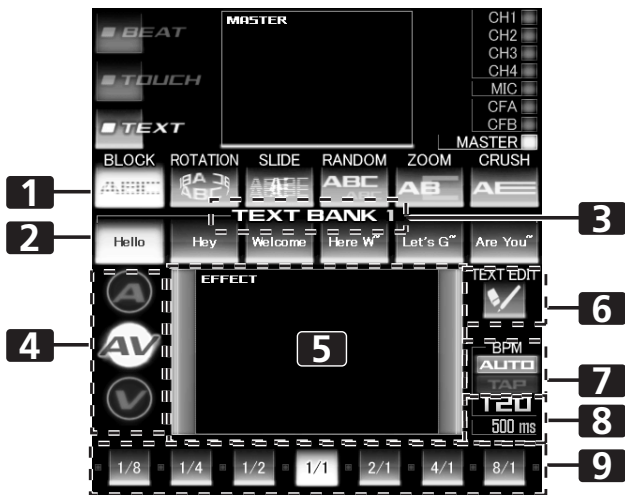 BEAT
MASTER
CH1
CH2
CH3
CH4
TOUCH
MIC
CFA
CFB
TEXT
MASTER
BLOCK ROTATION SLIDE RANDOM ZOOM CRUSH
1
ABC ABC ABC AB AE
TEXT BANK 1
3
2
Hello Hey Welcome Here W~ Let's G~ Are You~
EFFECT
TEXT EDIT
6
A
4
AV
5
BPM
AUTO
7
TAP
V
120
8
500 ms
1/8 1/4 1/2 1/1 2/1 4/1 8/1
9